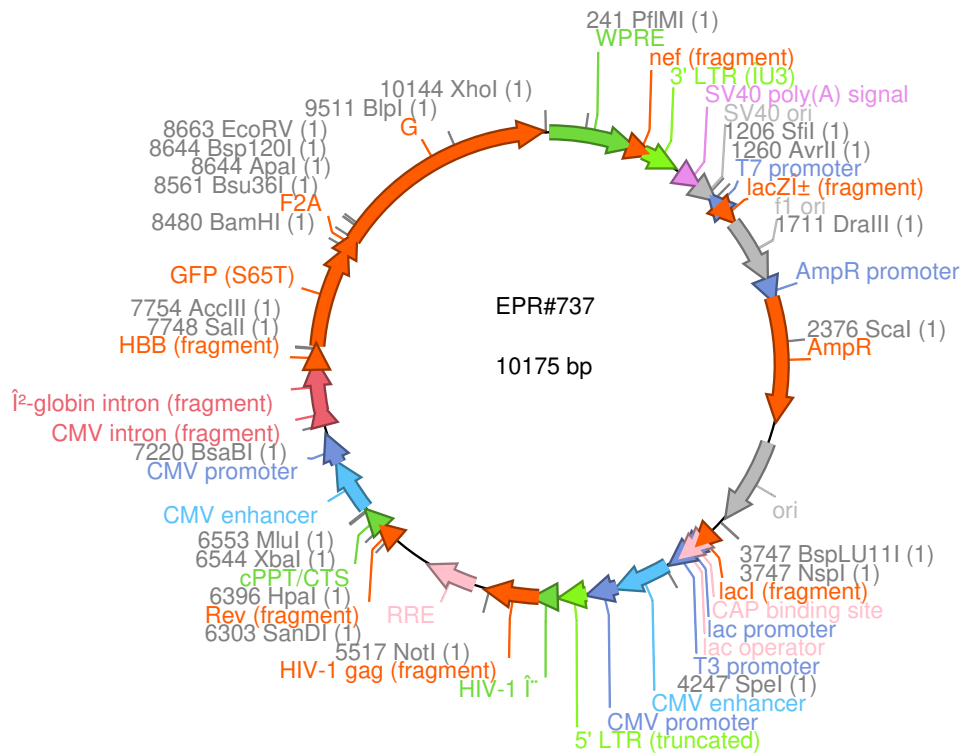 241 PflMI (1)
WPRE
nef (fragment)
3' LTR (ΙU3)
SV40 poly(A) signal
SV40 ori
1206 SfiI (1)
1260 AvrII (1)
T7 promoter
lacZÎ± (fragment)
f1 ori
1711 DraIII (1)
AmpR promoter
2376 ScaI (1)
AmpR
ori
3747 BspLU11I (1)
3747 NspI (1)
lacI (fragment)
CAP binding site
lac promoter
lac operator
T3 promoter
4247 SpeI (1)
CMV enhancer
CMV promoter
5' LTR (truncated)
HIV-1 Î¨
HIV-1 gag (fragment)
5517 NotI (1)
RRE
6303 SanDI (1)
Rev (fragment)
6396 HpaI (1)
cPPT/CTS
6544 XbaI (1)
6553 MluI (1)
CMV enhancer
CMV promoter
7220 BsaBI (1)
CMV intron (fragment)
Î²-globin intron (fragment)
HBB (fragment)
7748 SalI (1)
7754 AccIII (1)
GFP (S65T)
8480 BamHI (1)
F2A
8561 Bsu36I (1)
8644 ApaI (1)
8644 Bsp120I (1)
8663 EcoRV (1)
G
9511 BlpI (1)
10144 XhoI (1)
EPR#737
10175 bp